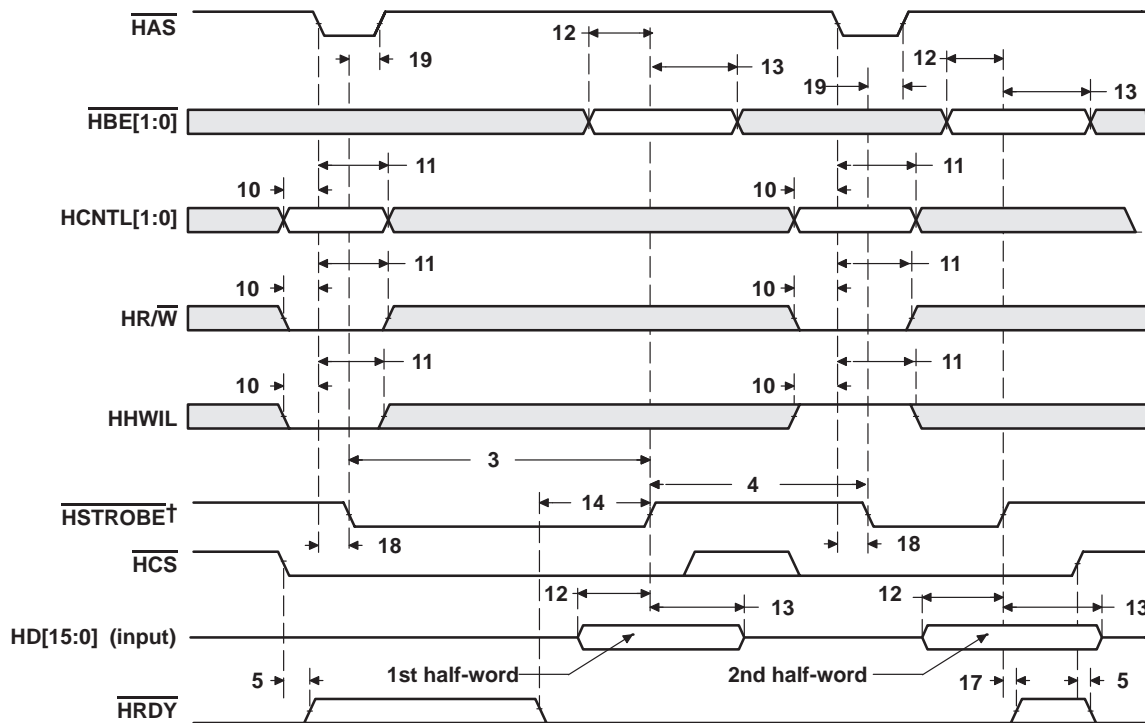 HAS
12
12
19
13
19
13
HBE[1:0]
11
11
10
10
HCNTL[1:0]
11
11
10
10
HR/W
11
11
10
10
HHWIL
3
4
14
HSTROBE†
18
18
HCS
12
13
12
13
HD[15:0] (input)
1st half-word
2nd half-word
5
17
5
HRDY